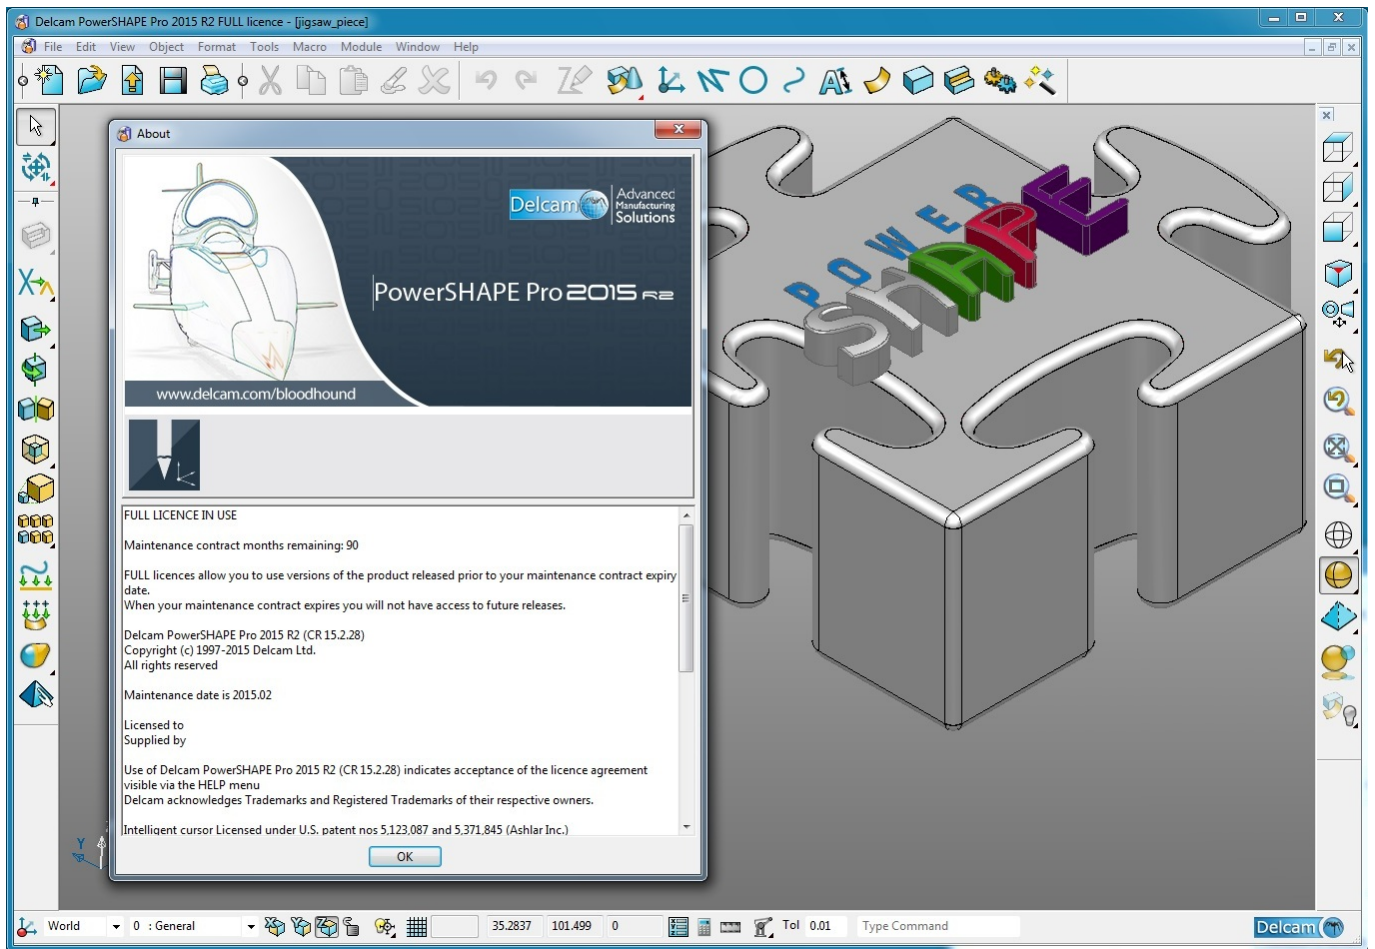 Delcam PowerSHAPE Pro 2015 R2 FULL licence - [jigsaw_piece]
File Edit View Object Format Tools Macro Module Window Help
About
Delcam
Advanced
Manufacturing
Solutions
PowerSHAPE Pro 2015 R2
www.delcam.com/bloodhound
FULL LICENCE IN USE
Maintenance contract months remaining: 90
FULL licences allow you to use versions of the product released prior to your maintenance contract expiry
date.
When your maintenance contract expires you will not have access to future releases.
Delcam PowerSHAPE Pro 2015 R2 (CR 15.2.28)
Copyright (c) 1997-2015 Delcam Ltd.
All rights reserved
Maintenance date is 2015.02
Licensed to
Supplied by
Use of Delcam PowerSHAPE Pro 2015 R2 (CR 15.2.28) indicates acceptance of the licence agreement
visible via the HELP menu
Delcam acknowledges Trademarks and Registered Trademarks of their respective owners.
Intelligent cursor Licensed under U.S. patent nos 5,123,087 and 5,371,845 (Ashlar Inc.)
OK
POWER
SHAPE
Y
World 0 : General 35.2837 101.499 0 Tol 0.01 Type Command Delcam